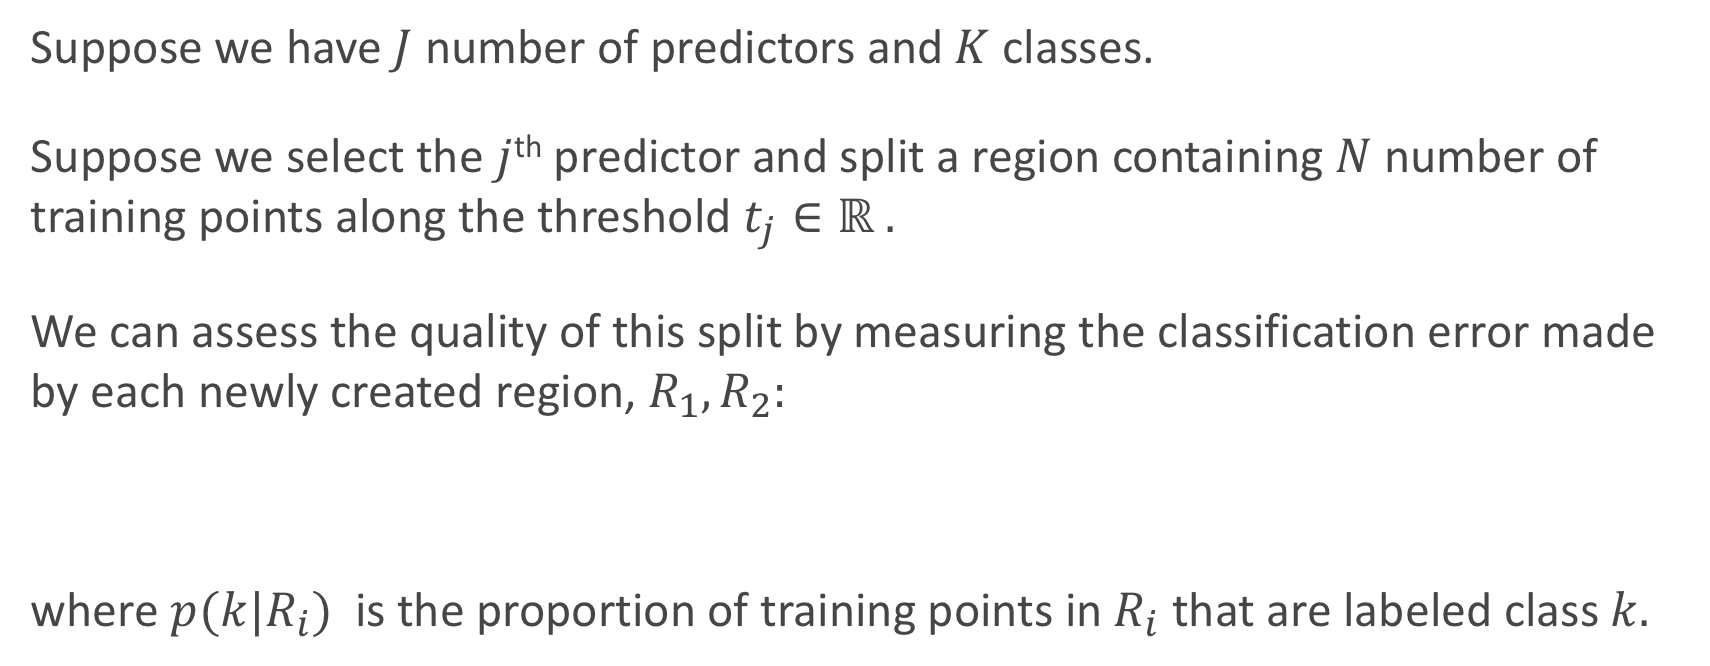 Suppose we have J number of predictors and K classes.
Suppose we select the jᵗʰ predictor and split a region containing N number of
training points along the threshold tⱼ ∈ ℝ .
We can assess the quality of this split by measuring the classification error made
by each newly created region, R₁, R₂:
where p(k|Rᵢ) is the proportion of training points in Rᵢ that are labeled class k.